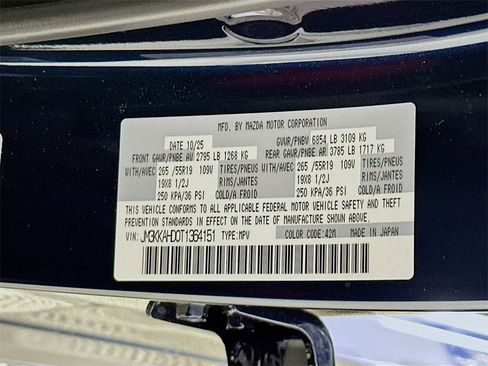 MFD. BY MAZDA MOTOR CORPORATION
DATE 10/25 GVWR/PNBV 6854 LB 3109 KG
FRONT GAWR/PNBE AV 2795 LB 1268 KG REAR GAWR/PNBE AR 3785 LB 1717 KG
WITH/AVEC 265 /55R19 109V TIRES/PNEUS WITH/AVEC 265 /55R19 109V TIRES/PNEUS
19X8 1/2J RIMS/JANTES 19X8 1/2J RIMS/JANTES
250 KPA/36 PSI COLD/A FROID 250 KPA/36 PSI COLD/A FROID
THIS VEHICLE CONFORMS TO ALL APPLICABLE FEDERAL MOTOR VEHICLE SAFETY AND THEFT
PREVENTION STANDARDS IN EFFECT ON THE DATE OF MANUFACTURE SHOWN ABOVE.
VIN: JM3KKAHD0T1364151 TYPE:MPV COLOR CODE:42M MADE IN JAPAN